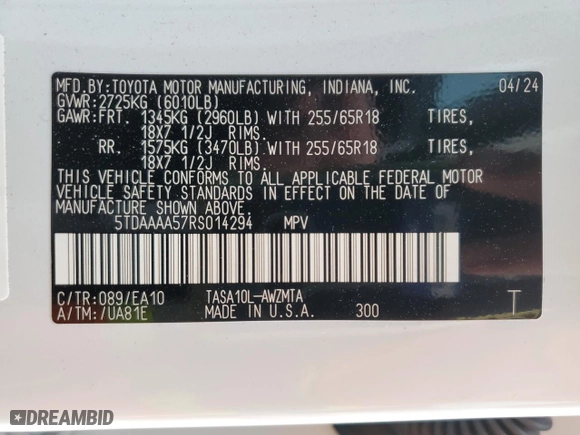 MFD.BY:TOYOTA MOTOR MANUFACTURING, INDIANA, INC. 04/24
GVWR:2725KG (6010LB)
GAWR:FRT. 1345KG (2960LB) WITH 255/65R18 TIRES,
18X7 1/2J RIMS.
RR. 1575KG (3470LB) WITH 255/65R18 TIRES,
18X7 1/2J RIMS.
THIS VEHICLE CONFORMS TO ALL APPLICABLE FEDERAL MOTOR
VEHICLE SAFETY STANDARDS IN EFFECT ON THE DATE OF
MANUFACTURE SHOWN ABOVE.
5TDAAAA57RS014294 MPV
C/TR:089/EA10 TASA10L-AWZMTA
A/TM:/UA81E MADE IN U.S.A. 300 T
DREAMBID